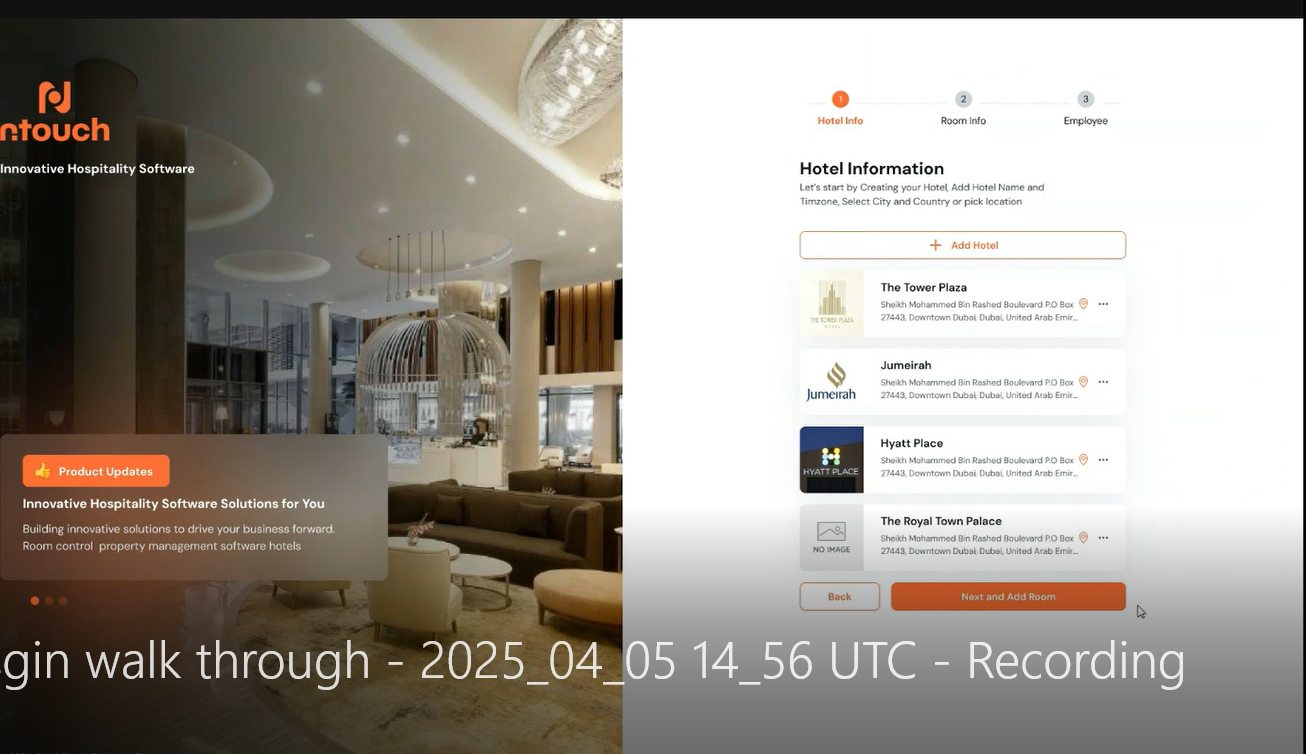 ntouch
Innovative Hospitality Software
Product Updates
Innovative Hospitality Software Solutions for You
Building innovative solutions to drive your business forward.
Room control property management software hotels
1
2
3
Hotel Info
Room Info
Employee
Hotel Information
Let's start by Creating your Hotel, Add Hotel Name and
Timzone, Select City and Country or pick location
+ Add Hotel
THE TOWER PLAZA
HOTEL
The Tower Plaza
Sheikh Mohammed Bin Rashed Boulevard P.O Box
27443, Downtown Dubai, Dubai, United Arab Emir...
Jumeirah
Jumeirah
Sheikh Mohammed Bin Rashed Boulevard P.O Box
27443, Downtown Dubai, Dubai, United Arab Emir...
HYATT PLACE
Hyatt Place
Sheikh Mohammed Bin Rashed Boulevard P.O Box
27443, Downtown Dubai, Dubai, United Arab Emir...
NO IMAGE
The Royal Town Palace
Sheikh Mohammed Bin Rashed Boulevard P.O Box
27443, Downtown Dubai, Dubai, United Arab Emir...
Back
Next and Add Room
gin walk through - 2025_04_05 14_56 UTC - Recording